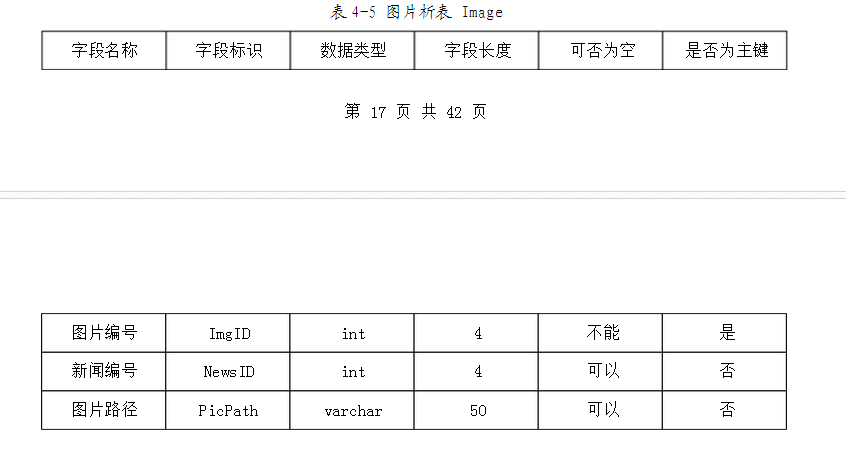 表 4-5 图片析表 Image
字段名称 字段标识 数据类型 字段长度 可否为空 是否为主键
第 17 页 共 42 页
图片编号 ImgID int 4 不能 是
新闻编号 NewsID int 4 可以 否
图片路径 PicPath varchar 50 可以 否